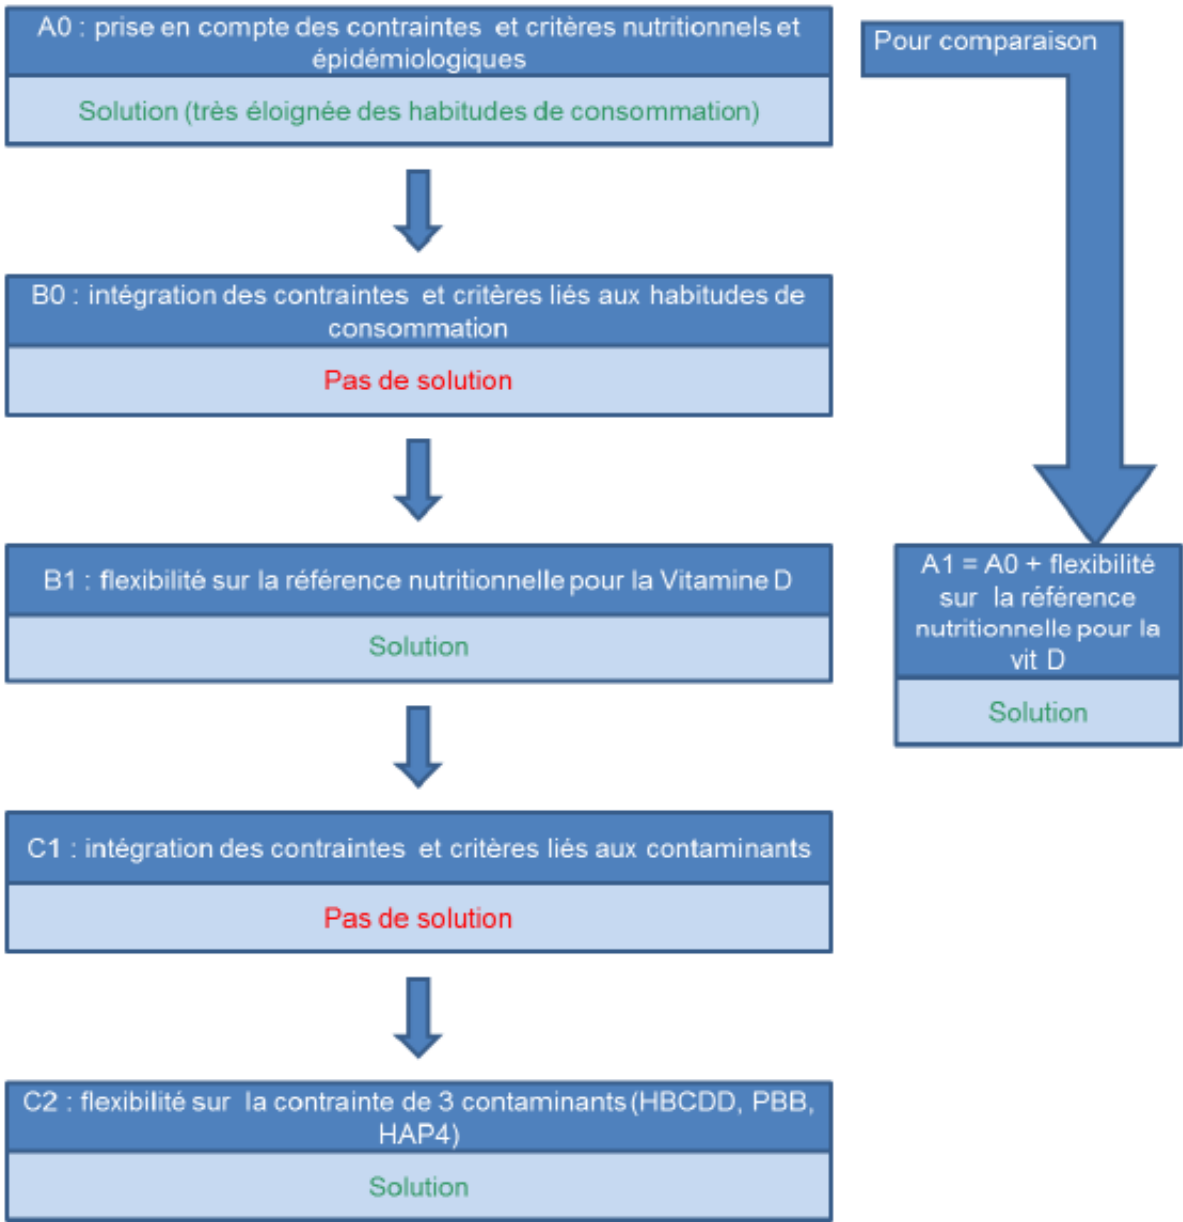 A0 : prise en compte des contraintes et critères nutritionnels et
épidémiologiques
Solution (très éloignée des habitudes de consommation)
Pour comparaison
B0 : intégration des contraintes et critères liés aux habitudes de
consommation
Pas de solution
B1 : flexibilité sur la référence nutritionnelle pour la Vitamine D
Solution
A1 = A0 + flexibilité
sur la référence
nutritionnelle pour la
vit D
Solution
C1 : intégration des contraintes et critères liés aux contaminants
Pas de solution
C2 : flexibilité sur la contrainte de 3 contaminants (HBCDD, PBB,
HAP4)
Solution